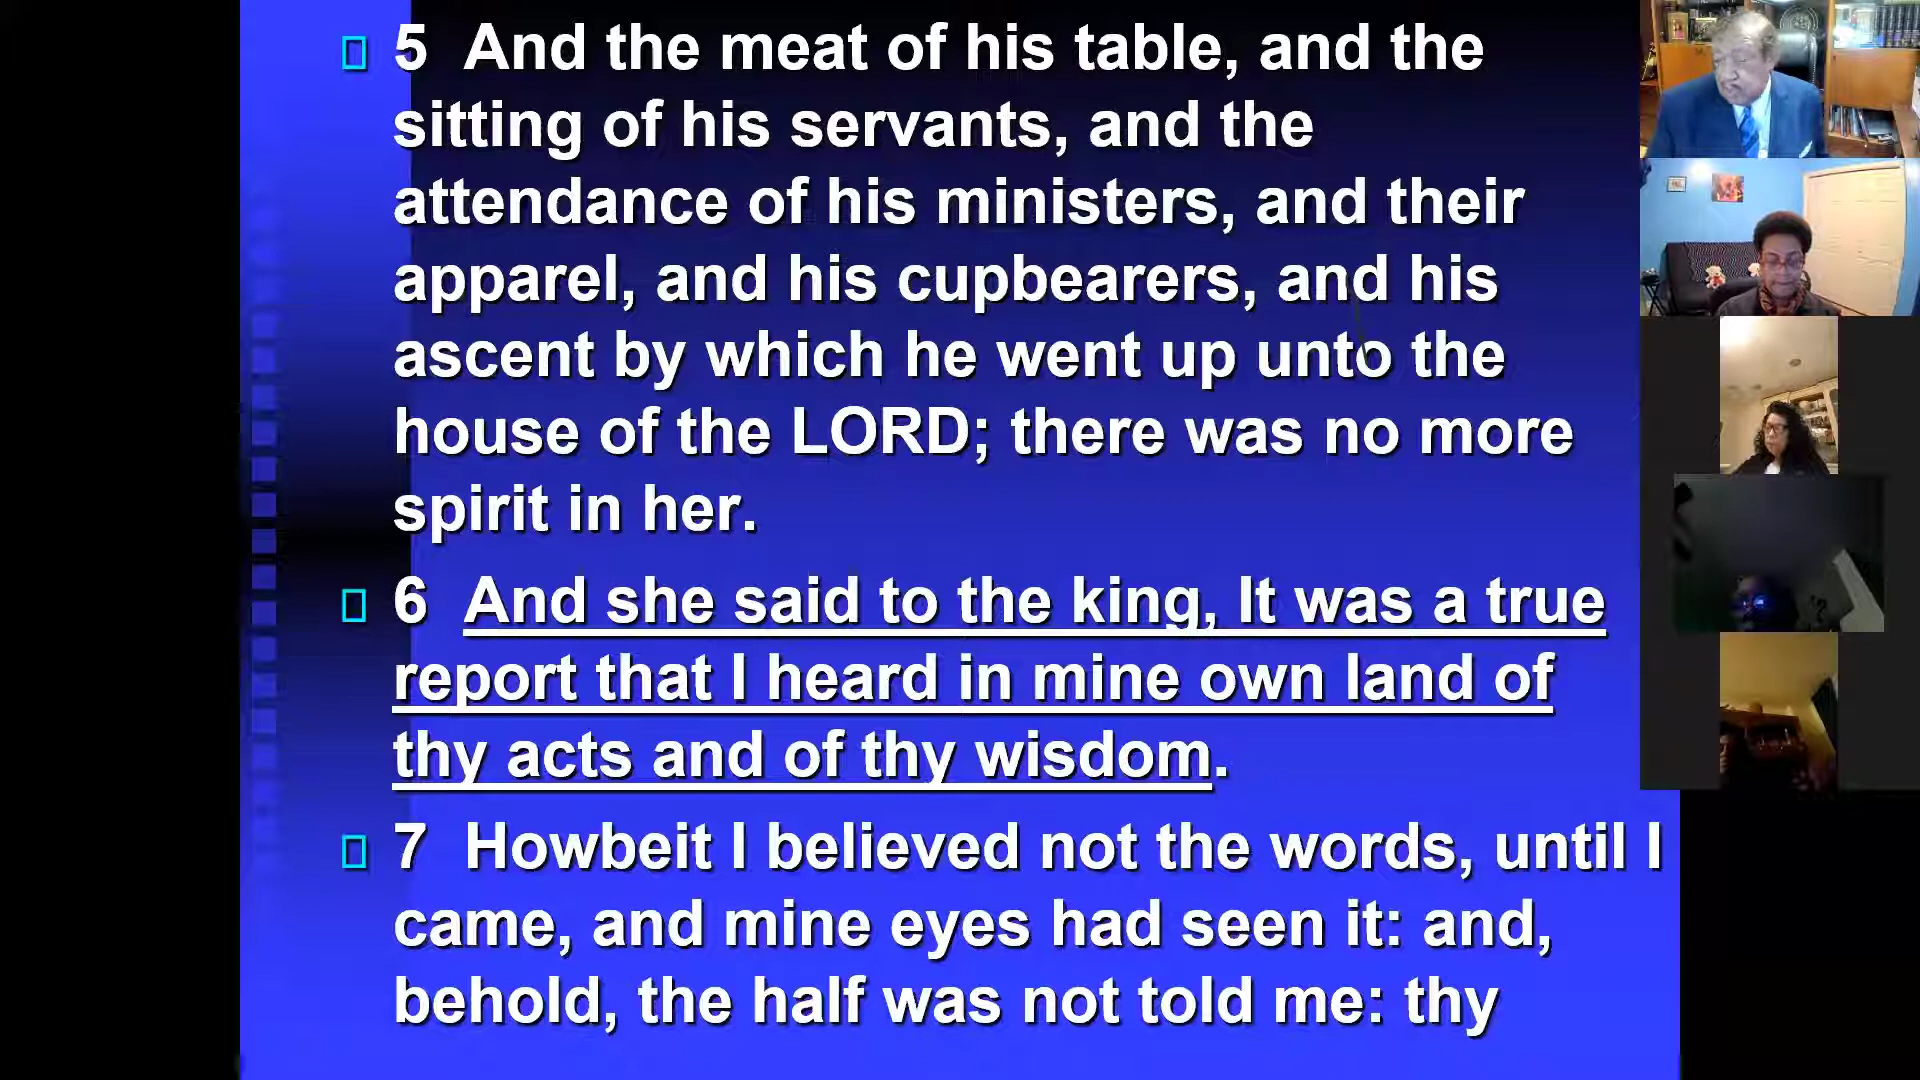 5 And the meat of his table, and the
sitting of his servants, and the
attendance of his ministers, and their
apparel, and his cupbearers, and his
ascent by which he went up unto the
house of the LORD; there was no more
spirit in her.
6 And she said to the king, It was a true
report that I heard in mine own land of
thy acts and of thy wisdom.
7 Howbeit I believed not the words, until I
came, and mine eyes had seen it: and,
behold, the half was not told me: thy